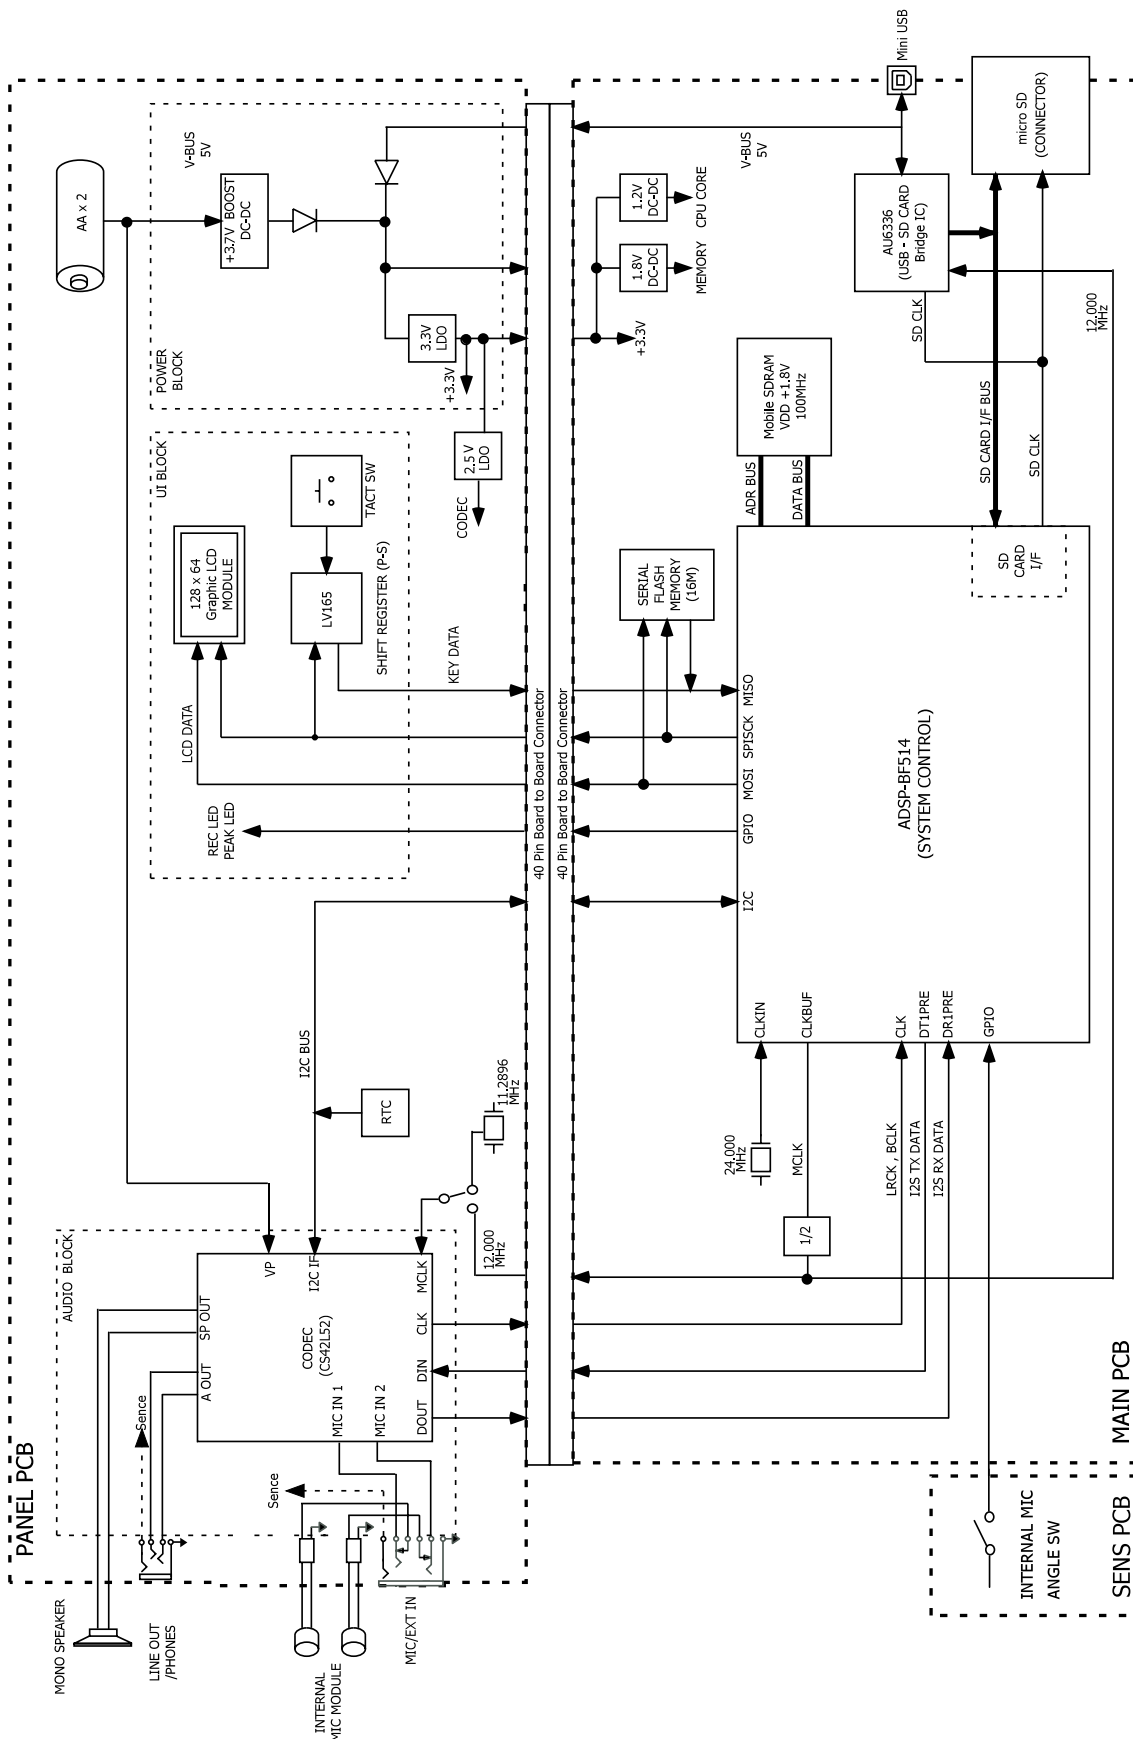 PANEL PCB
MONO SPEAKER
LINE OUT
/PHONES
INTERNAL
MIC MODULE
MIC/EXT IN
AUDIO BLOCK
Sence
Sence
SP OUT
A OUT
VP
I2C IF
CODEC
(CS42L52)
MIC IN 1
MIC IN 2
MCLK
CLK
DIN
DOUT
12.000
MHz
11.2896
MHz
RTC
I2C BUS
AA x 2
POWER
BLOCK
V-BUS
5V
+3.7V BOOST
DC-DC
3.3V
LDO
+3.3V
2.5 V
LDO
CODEC
UI BLOCK
128 x 64
Graphic LCD
MODULE
TACT SW
LV165
SHIFT REGISTER (P-S)
KEY DATA
LCD DATA
REC LED
PEAK LED
40 Pin Board to Board Connector
40 Pin Board to Board Connector
MAIN PCB
Mini USB
V-BUS
5V
micro SD
(CONNECTOR)
AU6336
(USB - SD CARD
Bridge IC)
SD CLK
12.000
MHz
1.2V
DC-DC
CPU CORE
1.8V
DC-DC
MEMORY
+3.3V
Mobile SDRAM
VDD +1.8V
100MHz
ADR BUS
DATA BUS
SD CARD I/F BUS
SD CLK
SERIAL
FLASH
MEMORY
(16M)
SD
CARD
I/F
MISO
SPISCK
MOSI
GPIO
I2C
ADSP-BF514
(SYSTEM CONTROL)
CLKIN
CLKBUF
CLK
DT1PRE
DR1PRE
GPIO
24.000
MHz
MCLK
1/2
LRCK , BCLK
I2S TX DATA
I2S RX DATA
INTERNAL MIC
ANGLE SW
SENS PCB